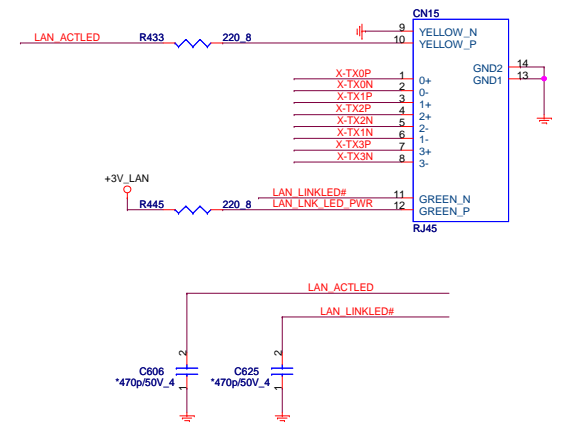 CN15
9 YELLOW_N
LAN_ACTLED R433 220_8 10 YELLOW_P
GND2 14
GND1 13
X-TX0P 1 0+
X-TX0N 2 0-
X-TX1P 3 1+
X-TX2P 4 2+
X-TX2N 5 2-
X-TX1N 6 1-
X-TX3P 7 3+
X-TX3N 8 3-
+3V_LAN
LAN_LINKLED# 11 GREEN_N
R445 220_8 LAN_LNK_LED_PWR 12 GREEN_P
RJ45
LAN_ACTLED
LAN_LINKLED#
2 2
C606 C625
*470p/50V_4 *470p/50V_4
1 1